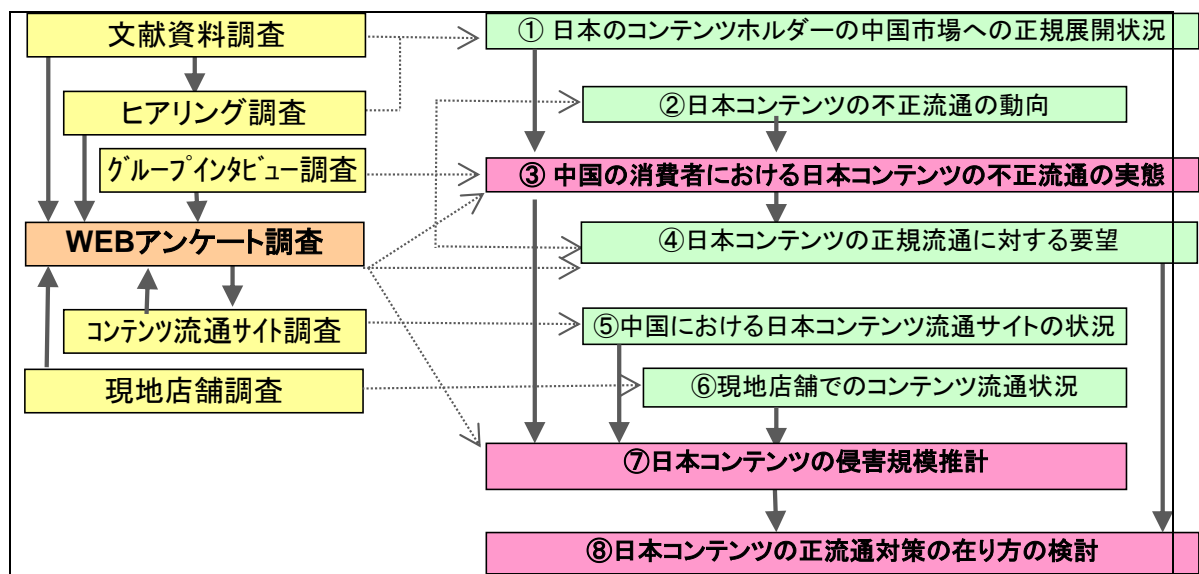 文献資料調査
ヒアリング調査
グループインタビュー調査
WEBアンケート調査
コンテンツ流通サイト調査
現地店舗調査
① 日本のコンテンツホルダーの中国市場への正規展開状況
②日本コンテンツの不正流通の動向
③ 中国の消費者における日本コンテンツの不正流通の実態
④日本コンテンツの正規流通に対する要望
⑤中国における日本コンテンツ流通サイトの状況
⑥現地店舗でのコンテンツ流通状況
⑦日本コンテンツの侵害規模推計
⑧日本コンテンツの正流通対策の在り方の検討